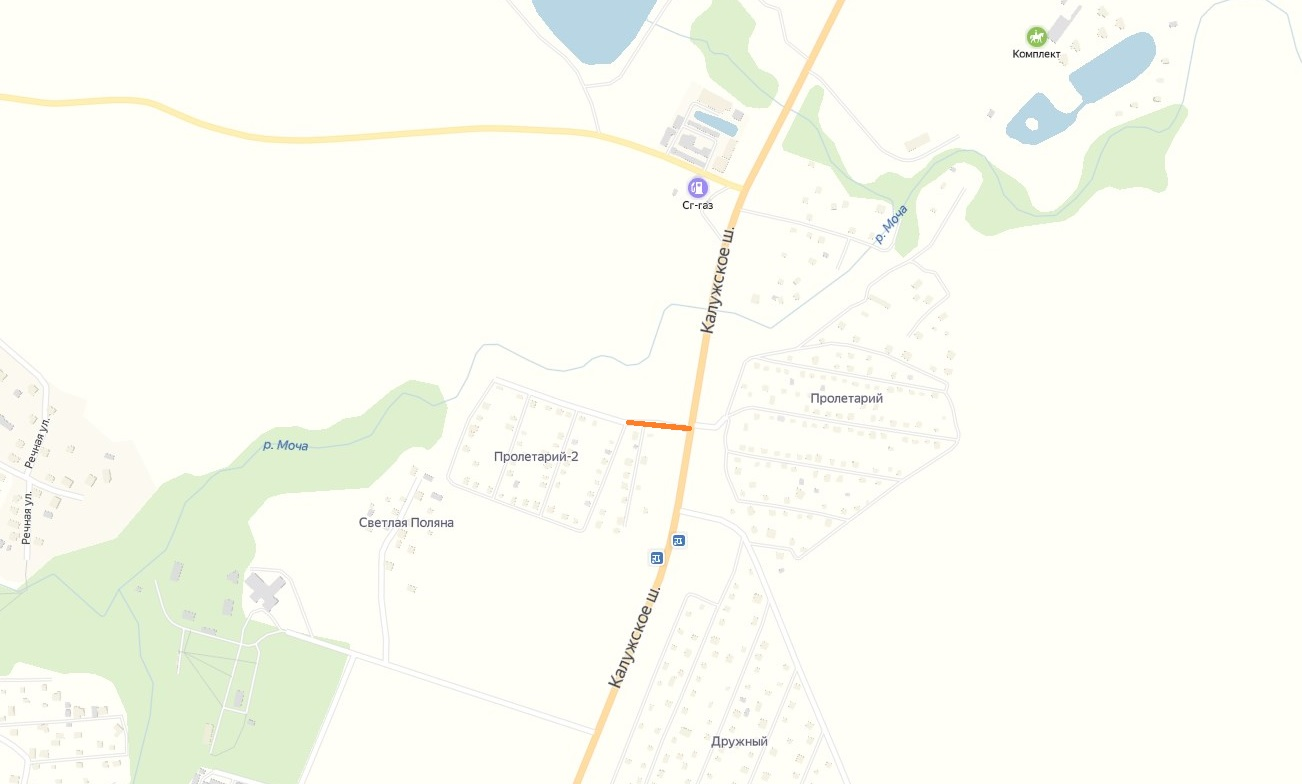 Комплект
Сг-газ
р. Моча
Калужское ш.
Пролетарий
Речная ул.
р. Моча
Пролетарий-2
Речная ул.
Светлая Поляна
Калужское ш.
Дружный